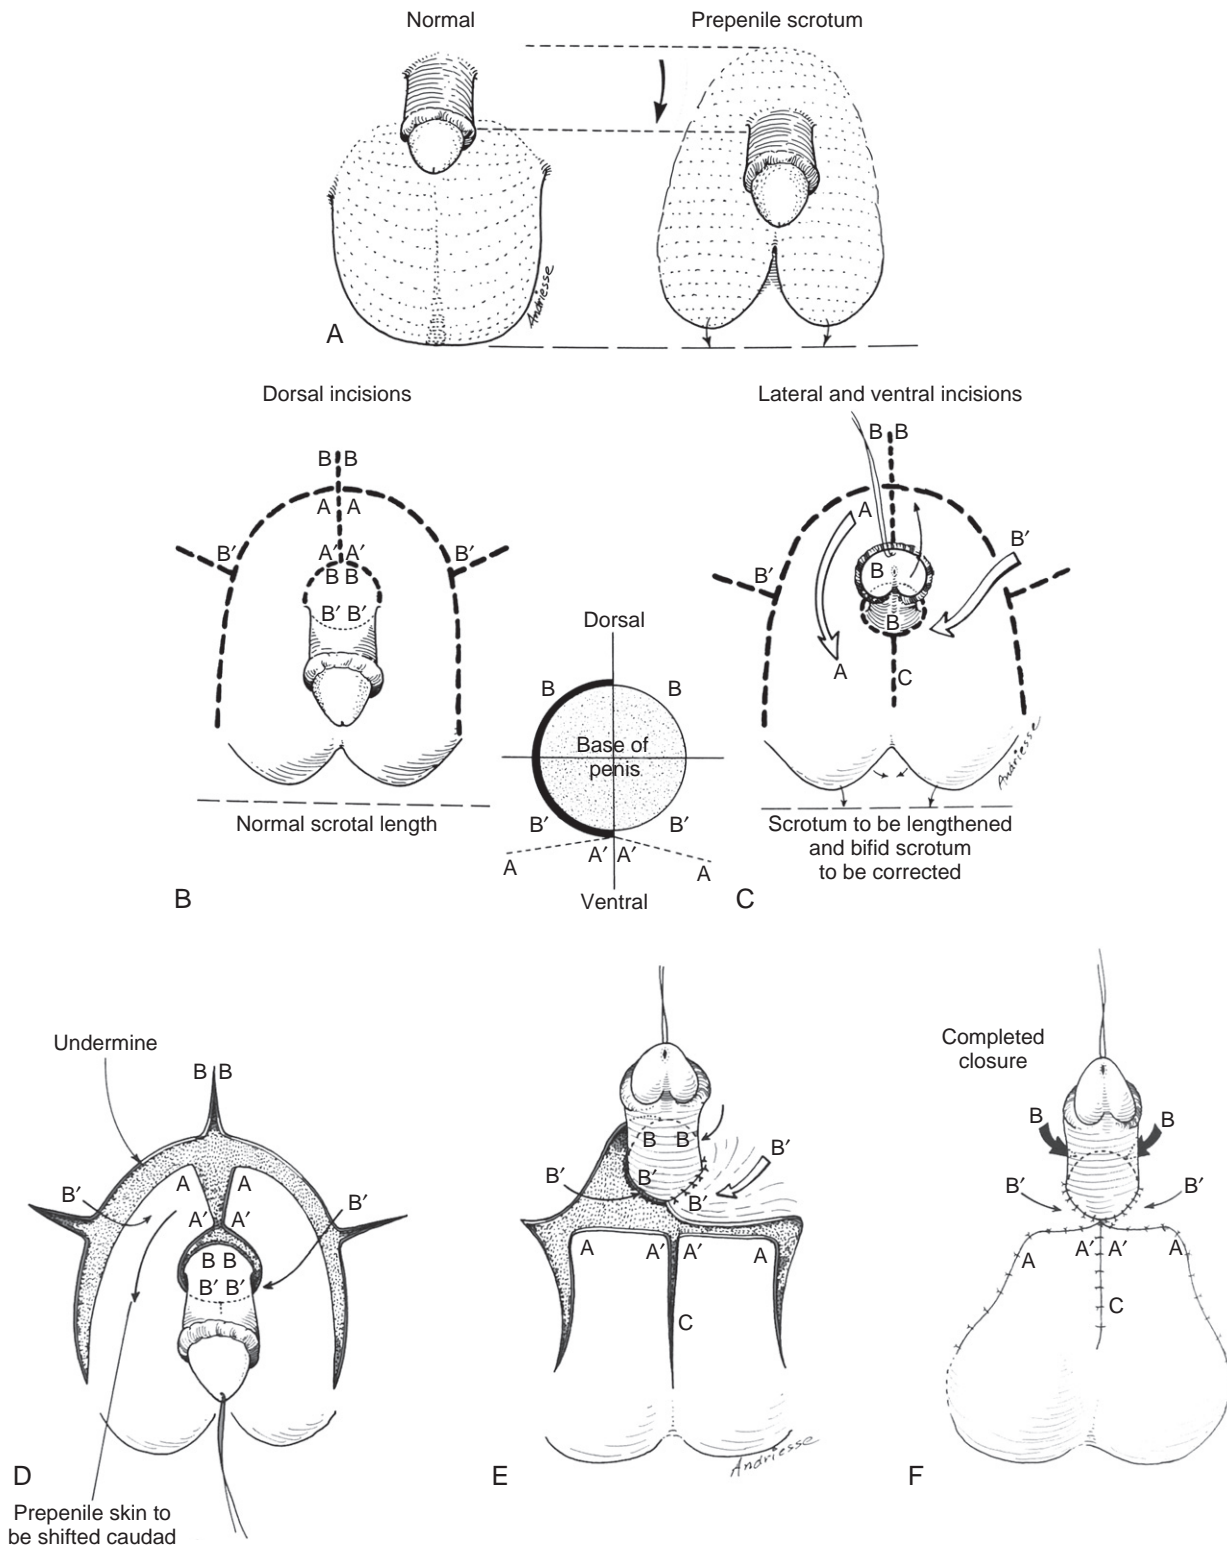 Normal
Prepenile scrotum
Andriesse
A
Dorsal incisions
B B
A A
A′ A′
B′ B′
B B
B′ B′
Normal scrotal length
B
Dorsal
B B
Base of
penis
B′ B′
A A′ A′ A
Ventral
Lateral and ventral incisions
B B
A
B′
B
B′
B
A
C
Andriesse
Scrotum to be lengthened
and bifid scrotum
to be corrected
C
Undermine
B B
A A
B′ B′
A′ A′
B B
B′ B′
D
Prepenile skin to
be shifted caudad
B B
B′
B′ B′
B′
A A′ A′ A
C
Andriesse
E
Completed
closure
B B
B′ B′
A A′ A′ A
C
F